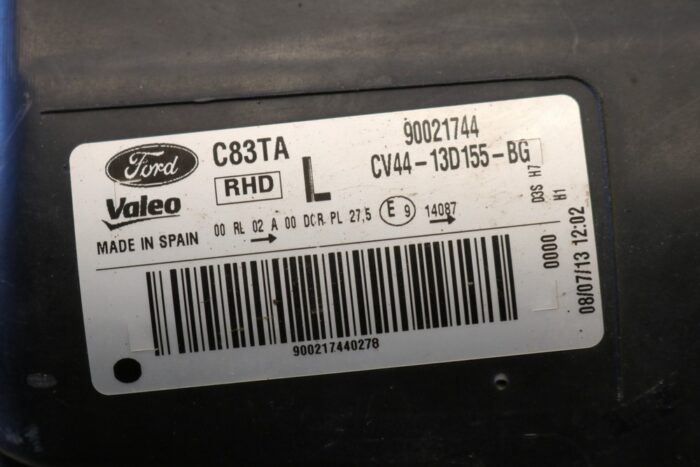 Ford C83TA 90021744
RHD L CV44-13D155-BG
Valeo
00 RL 02 A 00 DCR PL 27,5 E 9 14087
MADE IN SPAIN
D3S H7
H1
0000
08/07/13 12:02
900217440278